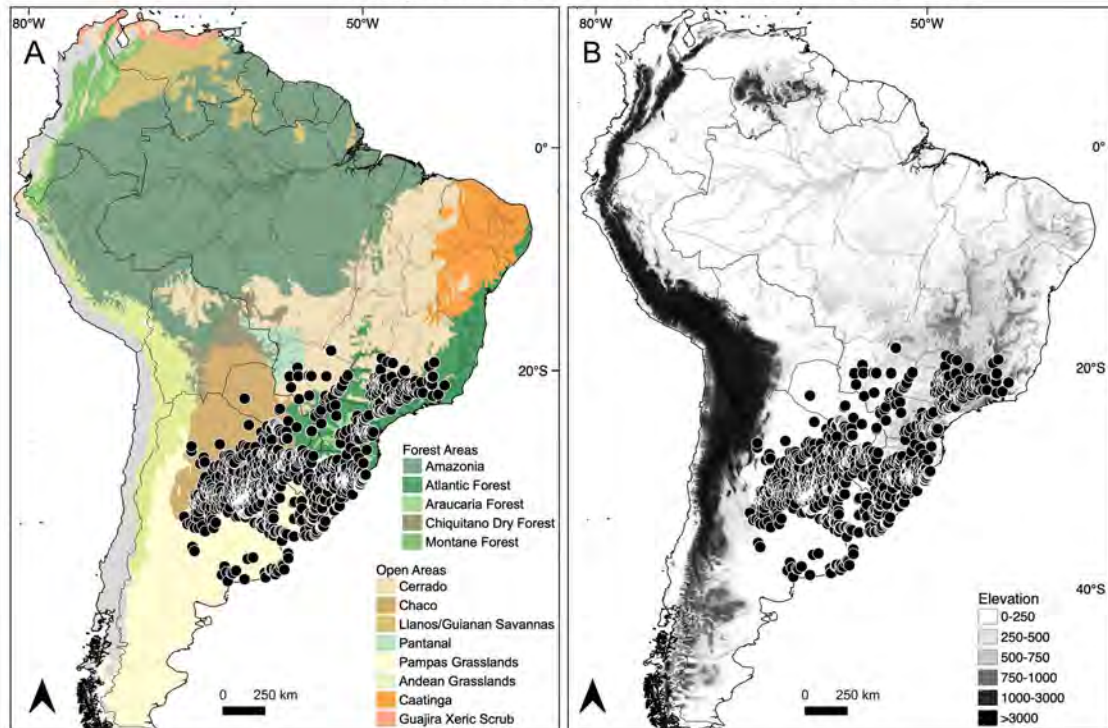 80°W
50°W
A
0°
20°S
Forest Areas
Amazonia
Atlantic Forest
Araucaria Forest
Chiquitano Dry Forest
Montane Forest
Open Areas
Cerrado
Chaco
Llanos/Guianan Savannas
Pantanal
Pampas Grasslands
Andean Grasslands
Caatinga
Guajira Xeric Scrub
0 250 km
80°W
50°W
B
0°
20°S
40°S
Elevation
0-250
250-500
500-750
750-1000
1000-3000
>3000
0 250 km